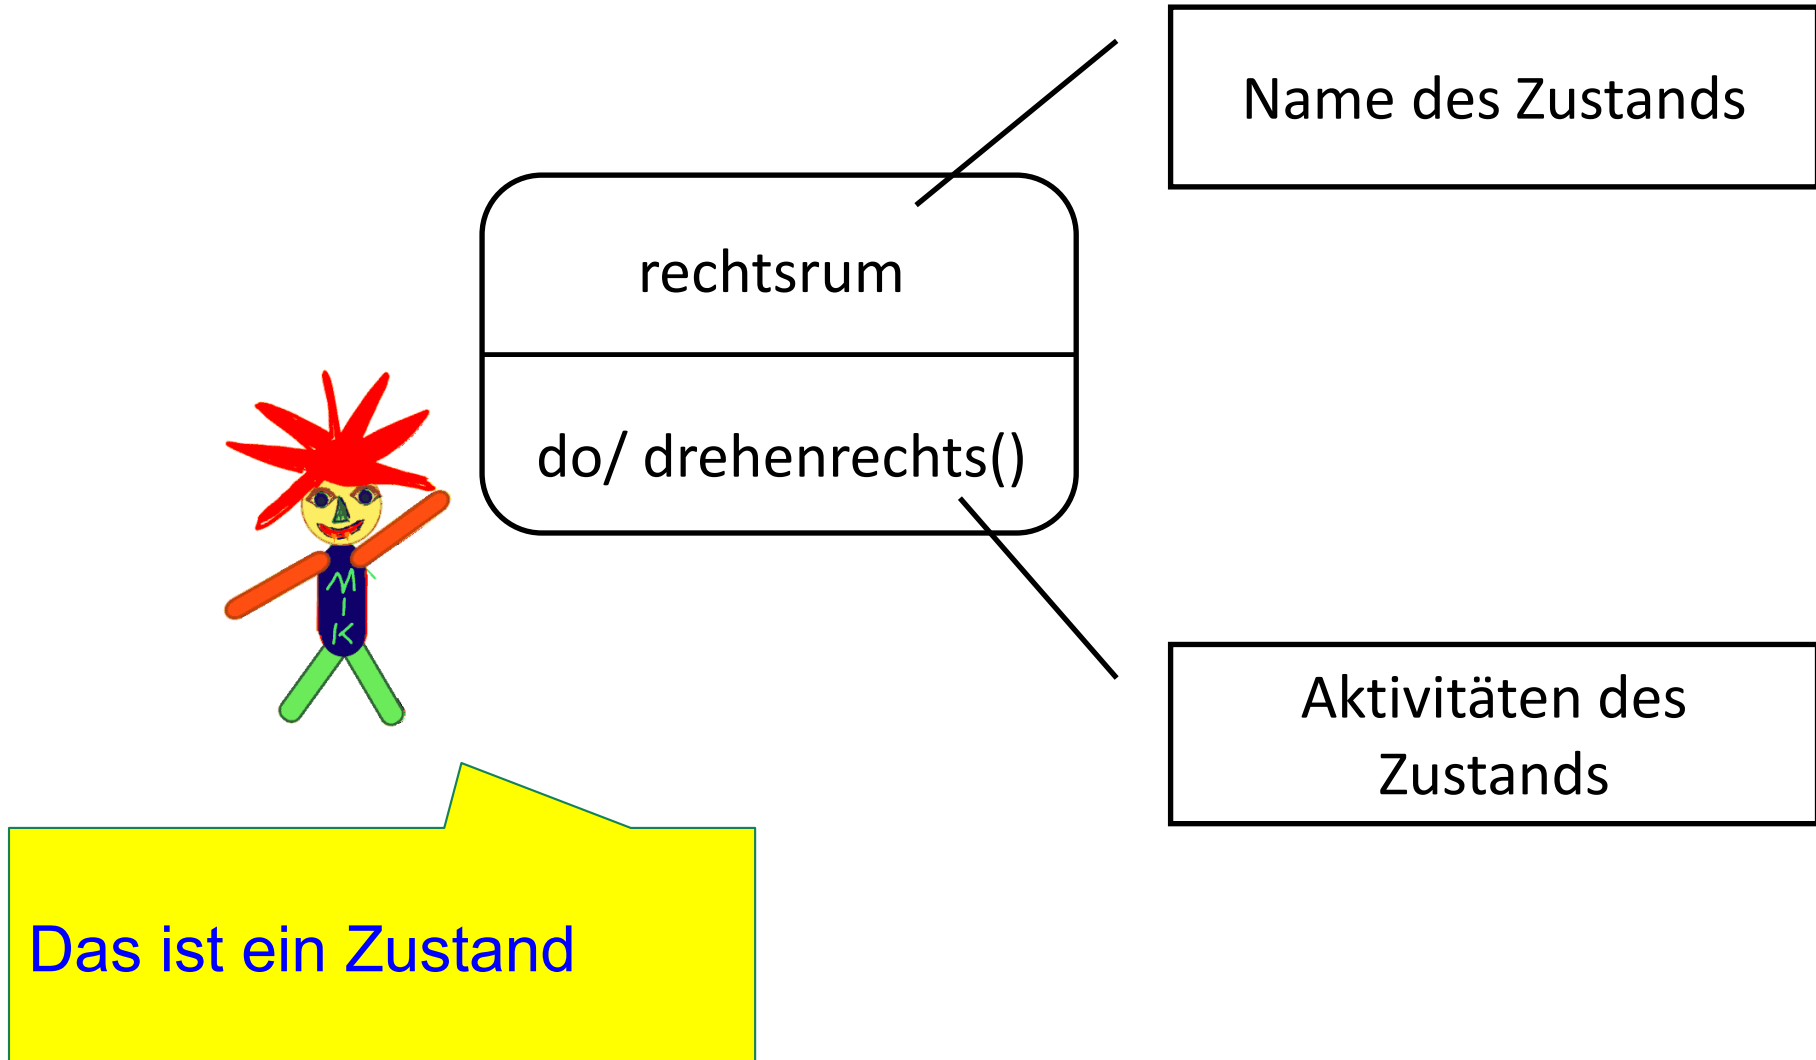 Name des Zustands
rechtsrum
do/ drehenrechts()
M
I
K
Aktivitäten des
Zustands
Das ist ein Zustand